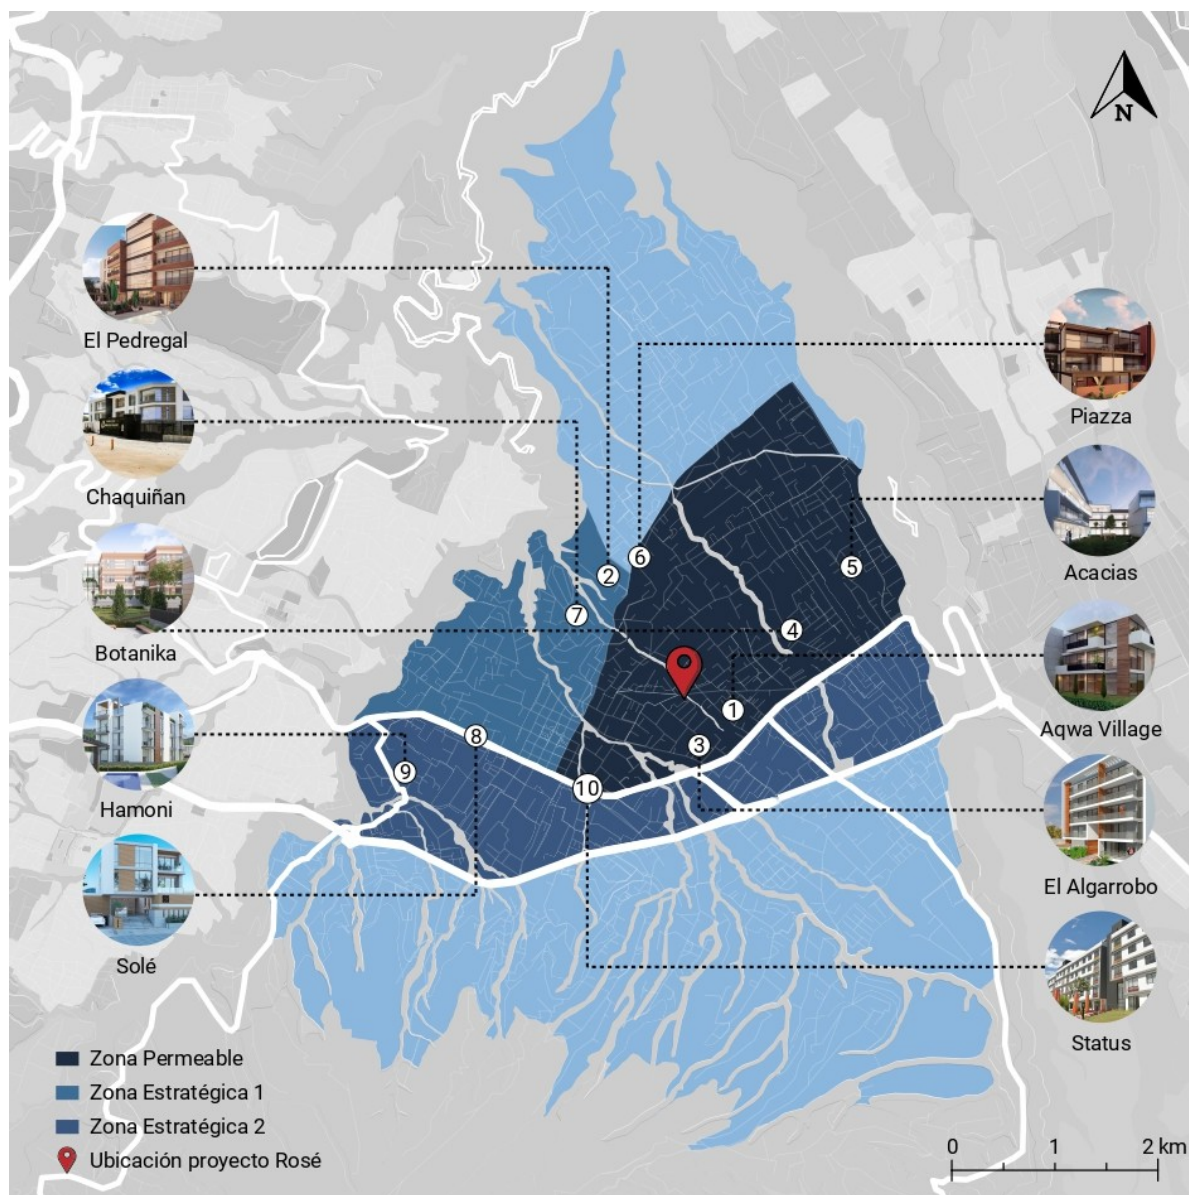 N
El Pedregal
Chaquiñan
Botanika
Hamoni
Solé
Piazza
Acacias
Aqwa Village
El Algarrobo
Status
6
2
5
7
4
1
3
8
9
10
Zona Permeable
Zona Estratégica 1
Zona Estratégica 2
Ubicación proyecto Rosé
0 1 2 km